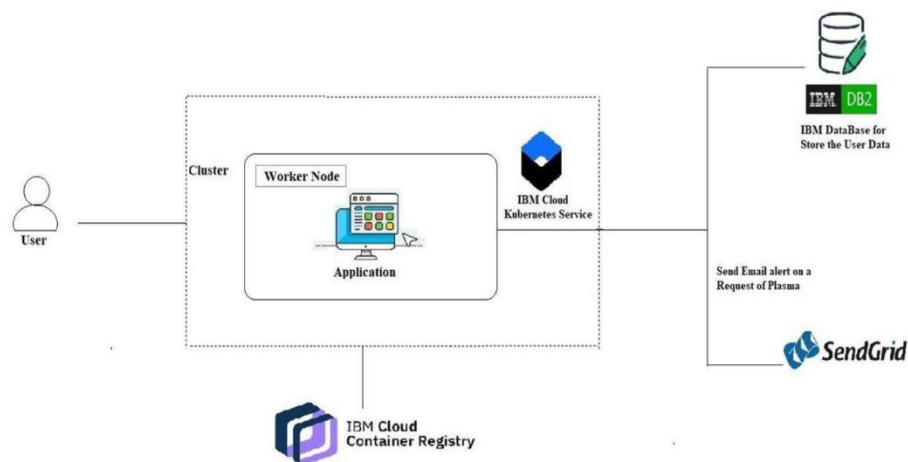 IBM DB2
IBM DataBase for
Store the User Data
Cluster
Worker Node
IBM Cloud
Kubernetes Service
User
Application
Send Email alert on a
Request of Plasma
SendGrid
IBM Cloud
Container Registry